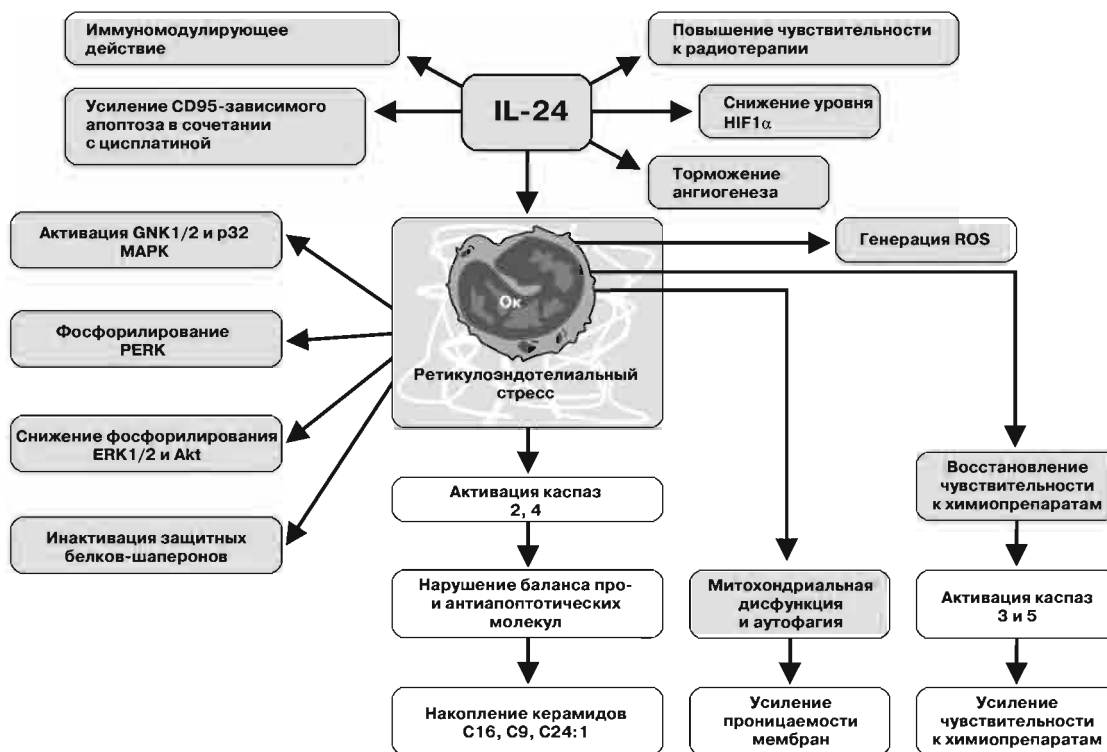 Иммуномодулирующее
действие
Повышение чувствительности
к радиотерапии
IL-24
Усиление CD95-зависимого
апоптоза в сочетании
с цисплатиной
Снижение уровня
HIF1α
Торможение
ангиогенеза
Активация GNK1/2 и p32
MAPK
Генерация ROS
Ок
Фосфорилирование
PERK
Ретикулоэндотелиальный
стресс
Снижение фосфорилирования
ERK1/2 и Akt
Восстановление
чувствительности
к химиопрепаратам
Активация каспаз
2, 4
Инактивация защитных
белков-шаперонов
Нарушение баланса про-
и антиапоптотических
молекул
Митохондриальная
дисфункция
и аутофагия
Активация каспаз
3 и 5
Накопление керамидов
C16, C9, C24:1
Усиление
проницаемости
мембран
Усиление
чувствительности
к химиопрепаратам